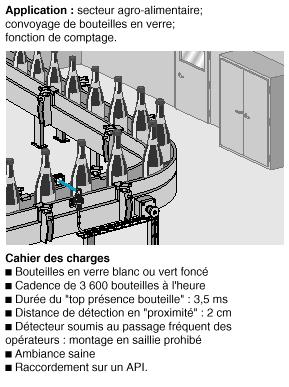 Application : secteur agro-alimentaire;
convoyage de bouteilles en verre;
fonction de comptage.
Cahier des charges
■ Bouteilles en verre blanc ou vert foncé
■ Cadence de 3 600 bouteilles à l'heure
■ Durée du "top présence bouteille" : 3,5 ms
■ Distance de détection en "proximité" : 2 cm
■ Détecteur soumis au passage fréquent des
opérateurs : montage en saillie prohibé
■ Ambiance saine
■ Raccordement sur un API.